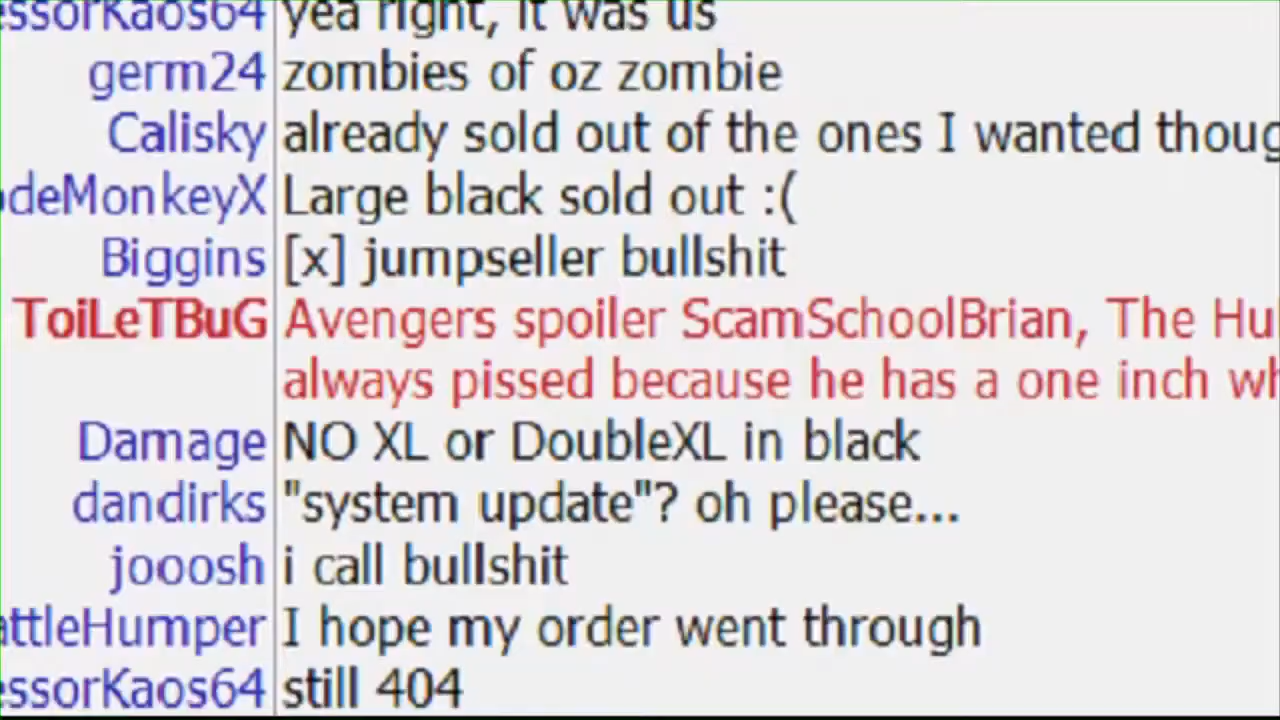 essorKaos64 yea right, it was us
germ24 zombies of oz zombie
Calisky already sold out of the ones I wanted thoug
odeMonkeyX Large black sold out :(
Biggins [x] jumpseller bullshit
ToiLeTBuG Avengers spoiler ScamSchoolBrian, The Hu
always pissed because he has a one inch wh
Damage NO XL or DoubleXL in black
dandirks "system update"? oh please...
jooosh i call bullshit
attleHumper I hope my order went through
essorKaos64 still 404